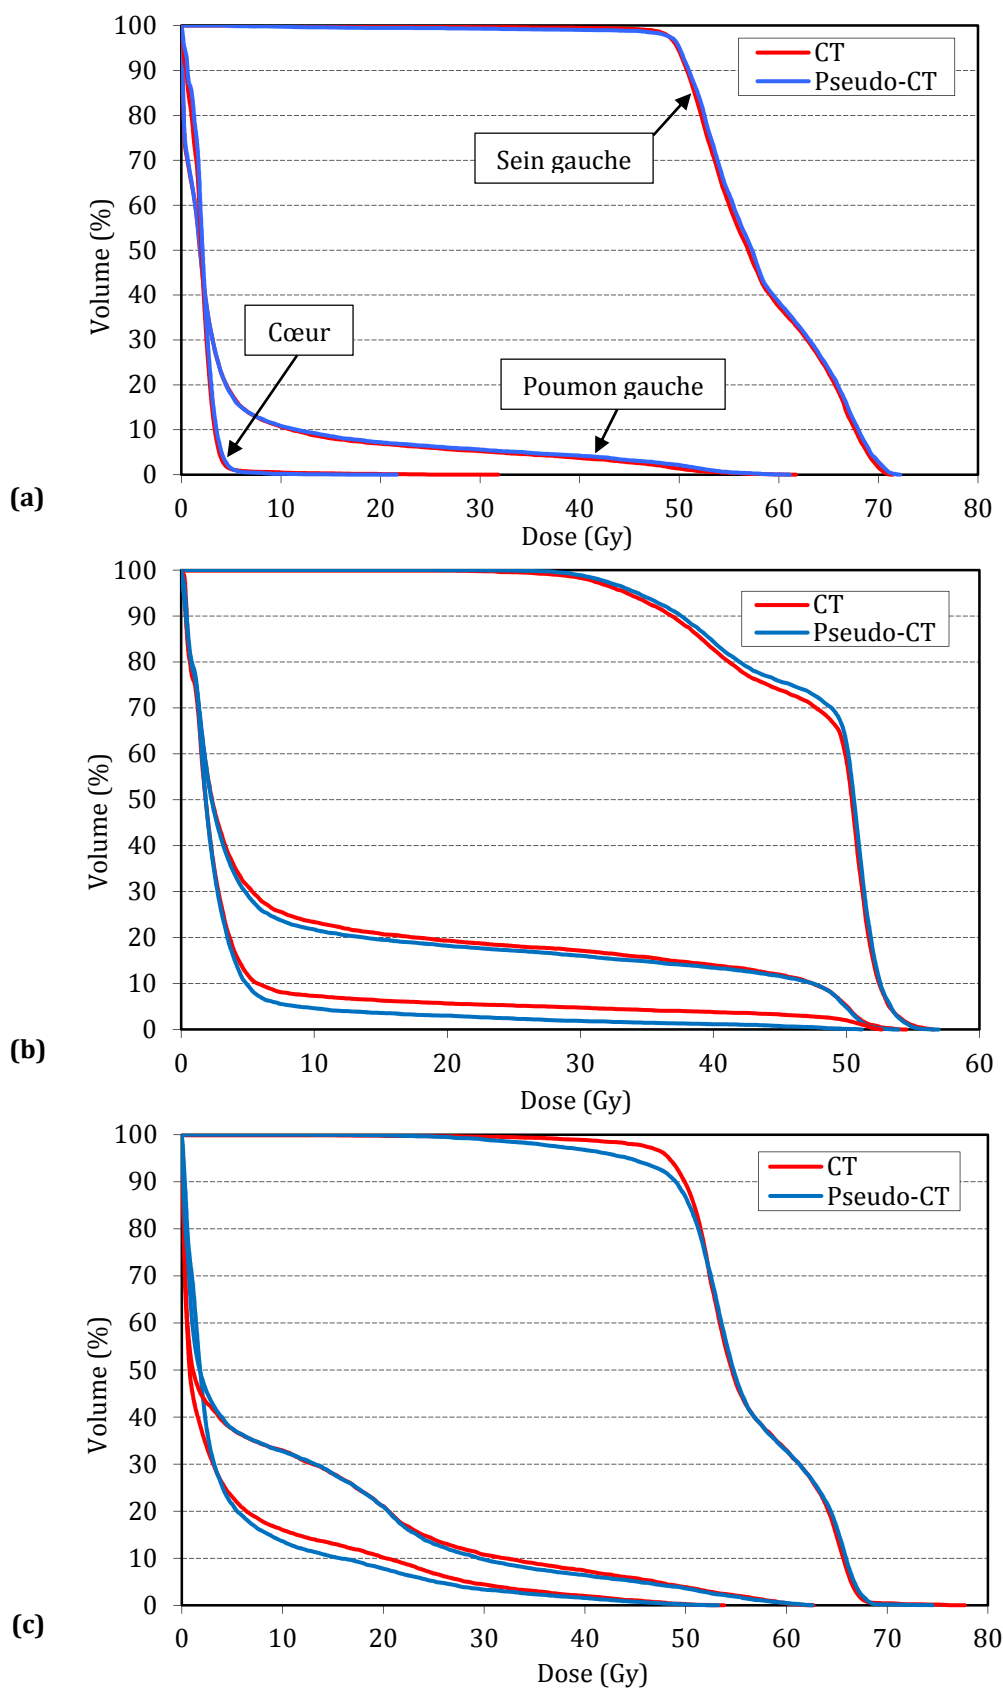 100
90
80
70
60
50
40
30
20
10
0
Volume (%)
CT
Pseudo-CT
Sein gauche
Cœur
Poumon gauche
0 10 20 30 40 50 60 70 80
Dose (Gy)
(a)
100
90
80
70
60
50
40
30
20
10
0
Volume (%)
CT
Pseudo-CT
0 10 20 30 40 50 60
Dose (Gy)
(b)
100
90
80
70
60
50
40
30
20
10
0
Volume (%)
CT
Pseudo-CT
0 10 20 30 40 50 60 70 80
Dose (Gy)
(c)